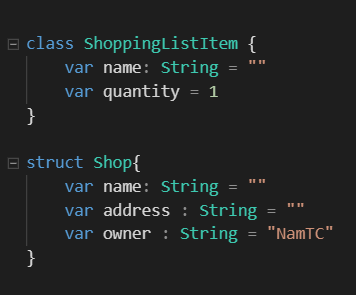 class ShoppingListItem {
    var name: String = ""
    var quantity = 1
}
struct Shop{
    var name: String = ""
    var address : String = ""
    var owner : String = "NamTC"
}